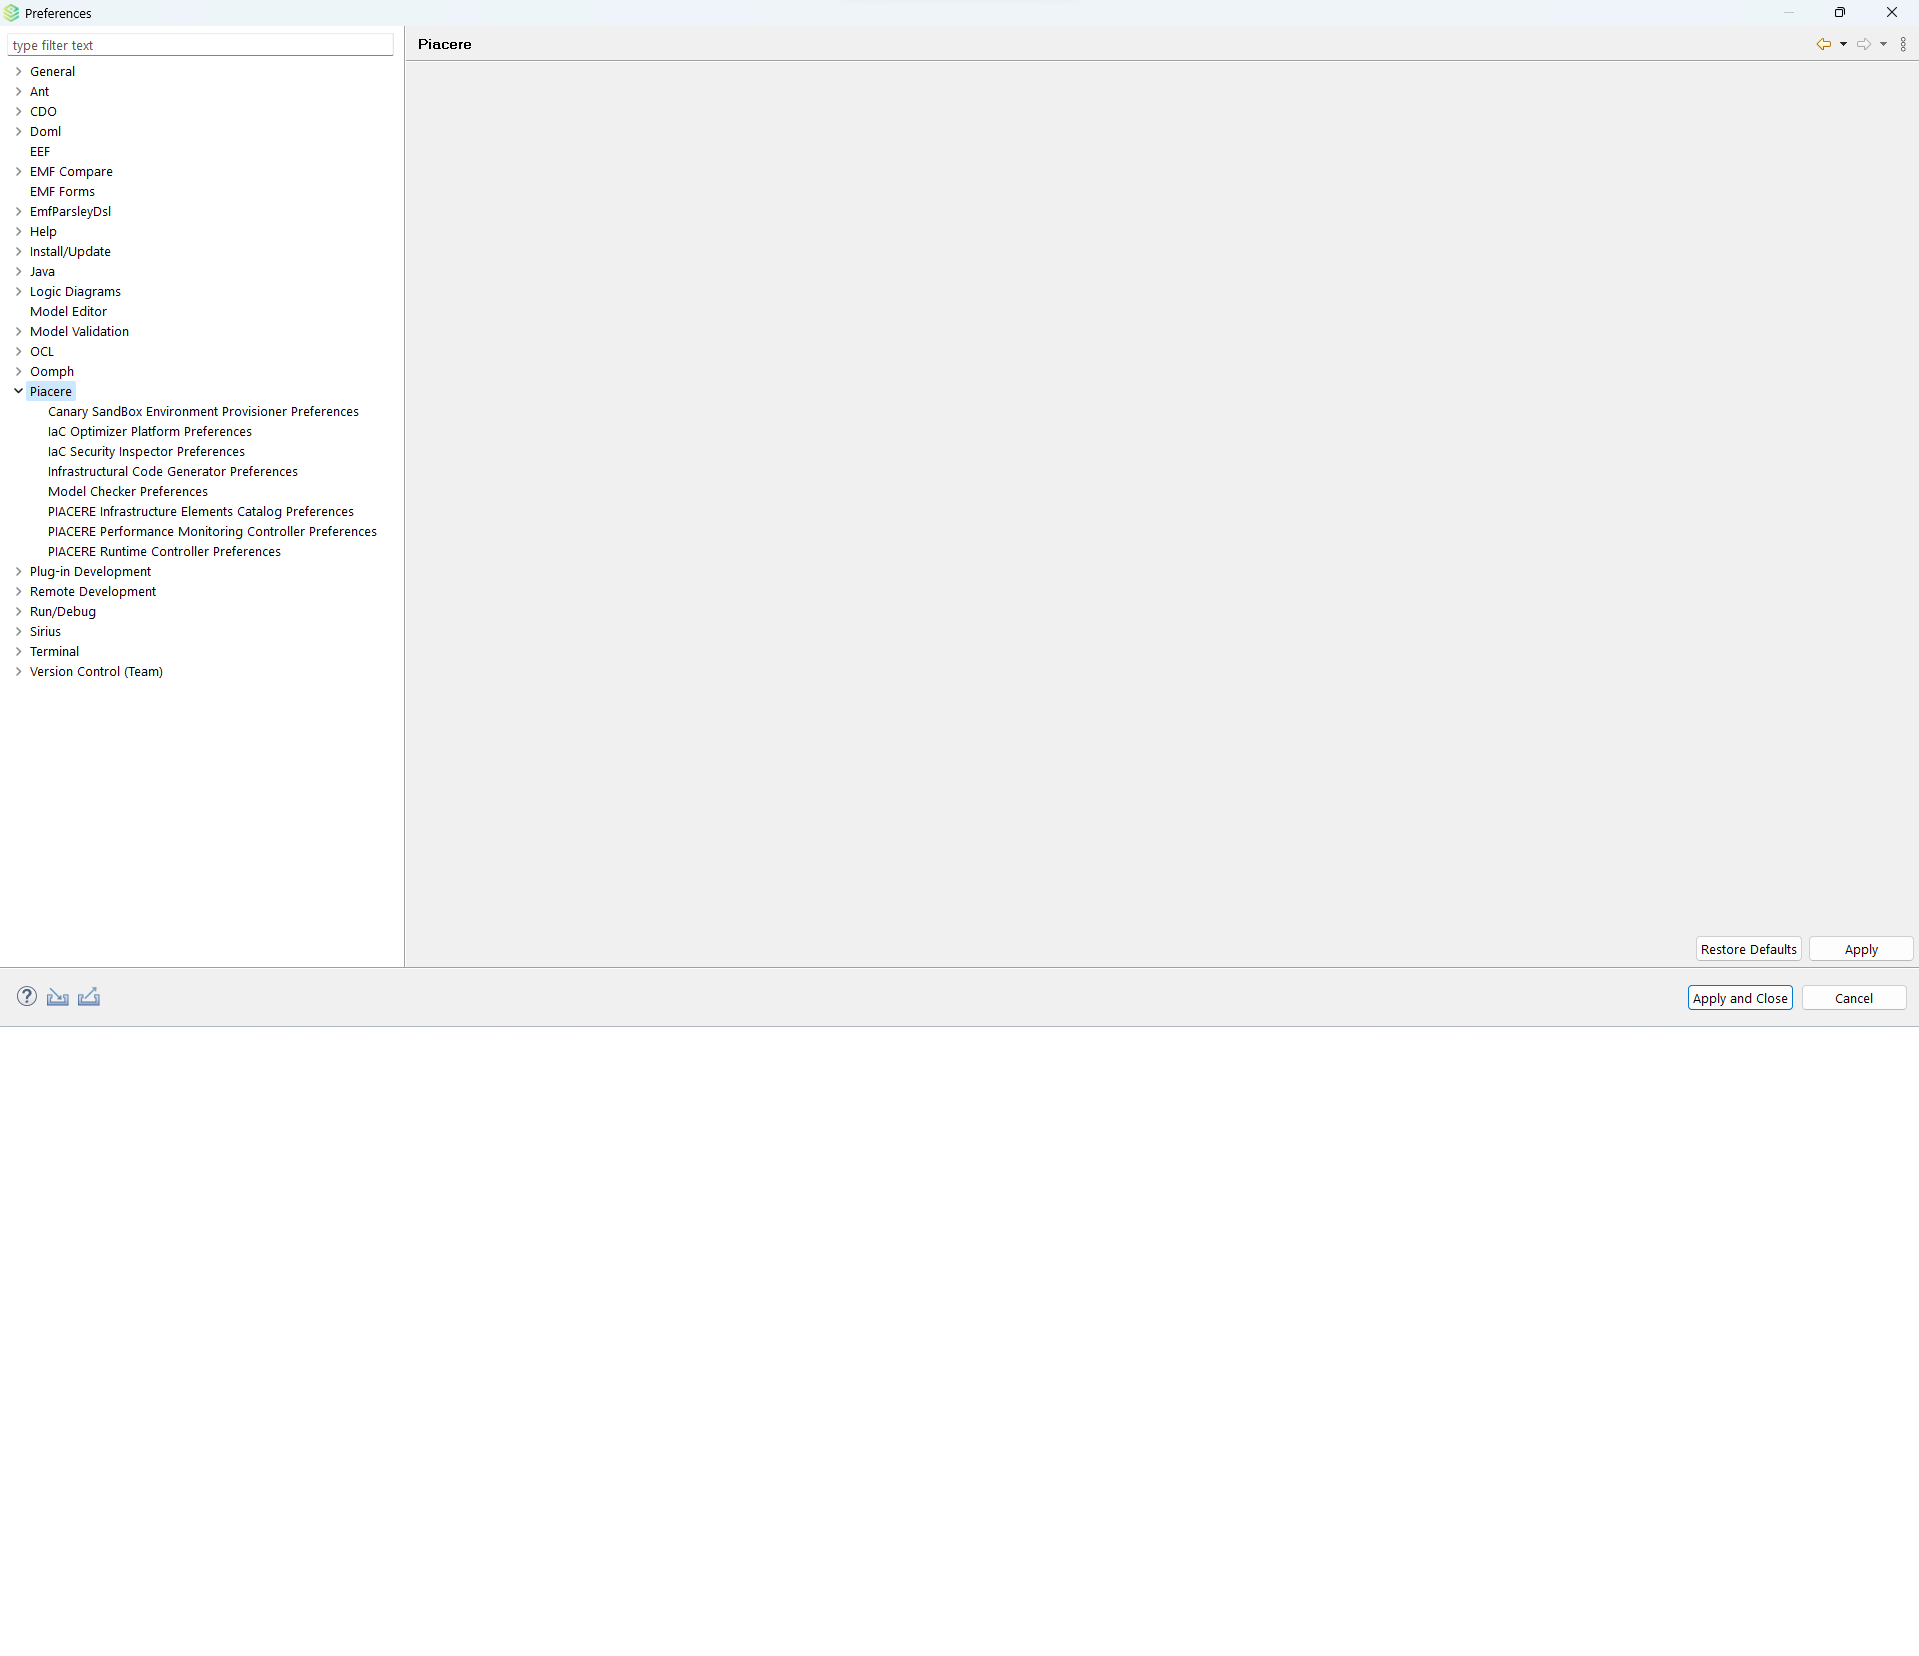 Preferences
type filter text
General
Ant
CDO
Doml
EEF
EMF Compare
EMF Forms
EmfParsleyDsl
Help
Install/Update
Java
Logic Diagrams
Model Editor
Model Validation
OCL
Oomph
Piacere
Canary SandBox Environment Provisioner Preferences
IaC Optimizer Platform Preferences
IaC Security Inspector Preferences
Infrastructural Code Generator Preferences
Model Checker Preferences
PIACERE Infrastructure Elements Catalog Preferences
PIACERE Performance Monitoring Controller Preferences
PIACERE Runtime Controller Preferences
Plug-in Development
Remote Development
Run/Debug
Sirius
Terminal
Version Control (Team)
Piacere
Restore Defaults
Apply
Apply and Close
Cancel